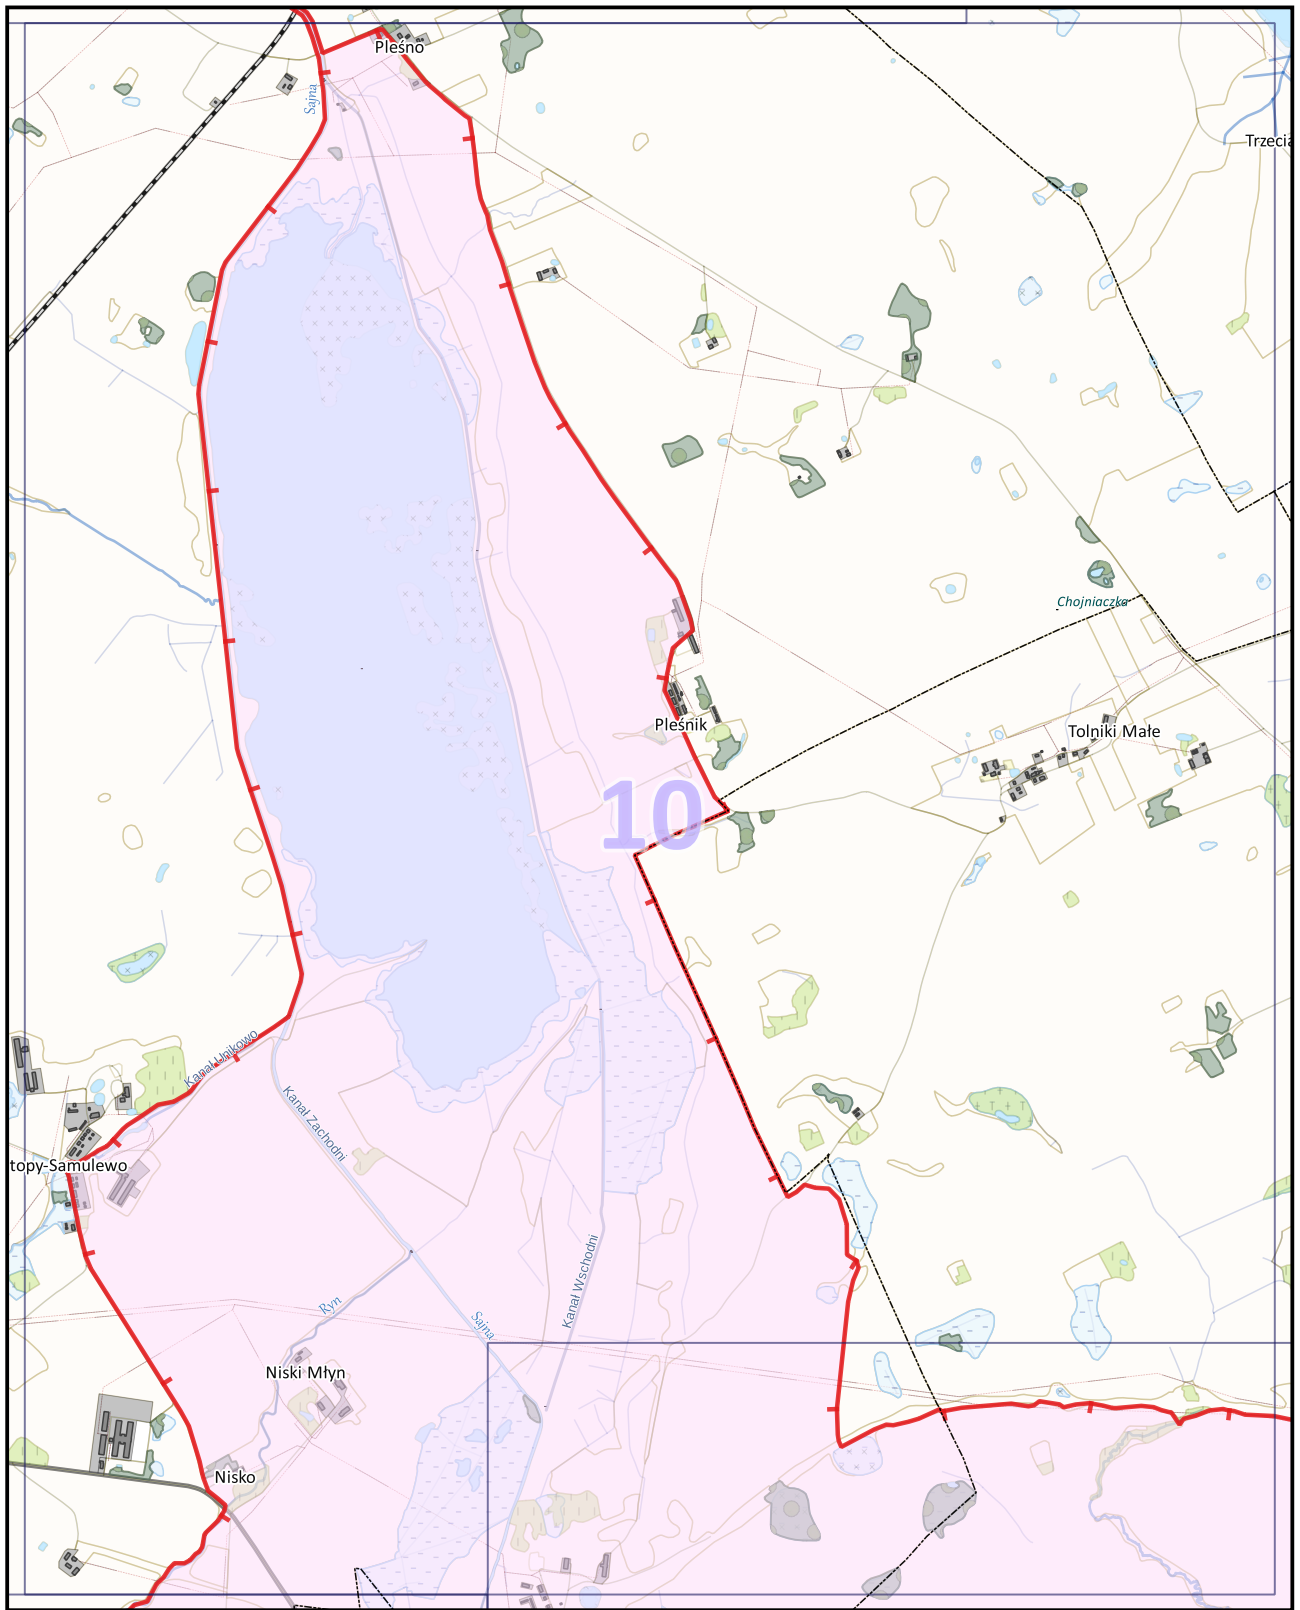 Pleśno
Sajna
Trzecia
Chojniaczka
Pleśnik
Tolniki Małe
10
Kanał Unikowo
Kanał Zachodni
topy-Samulewo
Kanał Wschodni
Ryn
Sajna
Niski Młyn
Nisko